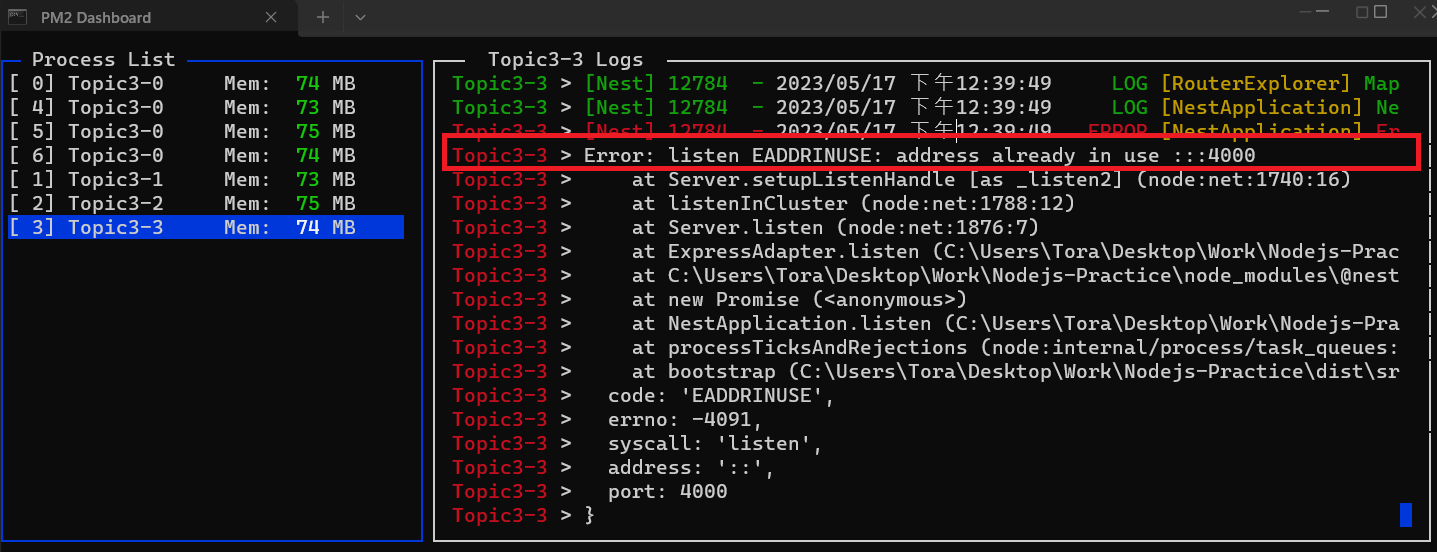 PM2 Dashboard
Process List
[ 0] Topic3-0 Mem: 74 MB
[ 4] Topic3-0 Mem: 73 MB
[ 5] Topic3-0 Mem: 75 MB
[ 6] Topic3-0 Mem: 74 MB
[ 1] Topic3-1 Mem: 73 MB
[ 2] Topic3-2 Mem: 75 MB
[ 3] Topic3-3 Mem: 74 MB
Topic3-3 Logs
Topic3-3 > [Nest] 12784 - 2023/05/17 下午12:39:49 LOG [RouterExplorer] Map
Topic3-3 > [Nest] 12784 - 2023/05/17 下午12:39:49 LOG [NestApplication] Ne
Topic3-3 > [Nest] 12784 - 2023/05/17 下午12:39:49 ERROR [NestApplication] Er
Topic3-3 > Error: listen EADDRINUSE: address already in use :::4000
Topic3-3 > at Server.setupListenHandle [as _listen2] (node:net:1740:16)
Topic3-3 > at listenInCluster (node:net:1788:12)
Topic3-3 > at Server.listen (node:net:1876:7)
Topic3-3 > at ExpressAdapter.listen (C:\Users\Tora\Desktop\Work\Nodejs-Prac
Topic3-3 > at C:\Users\Tora\Desktop\Work\Nodejs-Practice\node_modules\@nest
Topic3-3 > at new Promise (<anonymous>)
Topic3-3 > at NestApplication.listen (C:\Users\Tora\Desktop\Work\Nodejs-Pra
Topic3-3 > at processTicksAndRejections (node:internal/process/task_queues:
Topic3-3 > at bootstrap (C:\Users\Tora\Desktop\Work\Nodejs-Practice\dist\sr
Topic3-3 > code: 'EADDRINUSE',
Topic3-3 > errno: -4091,
Topic3-3 > syscall: 'listen',
Topic3-3 > address: '::',
Topic3-3 > port: 4000
Topic3-3 > }